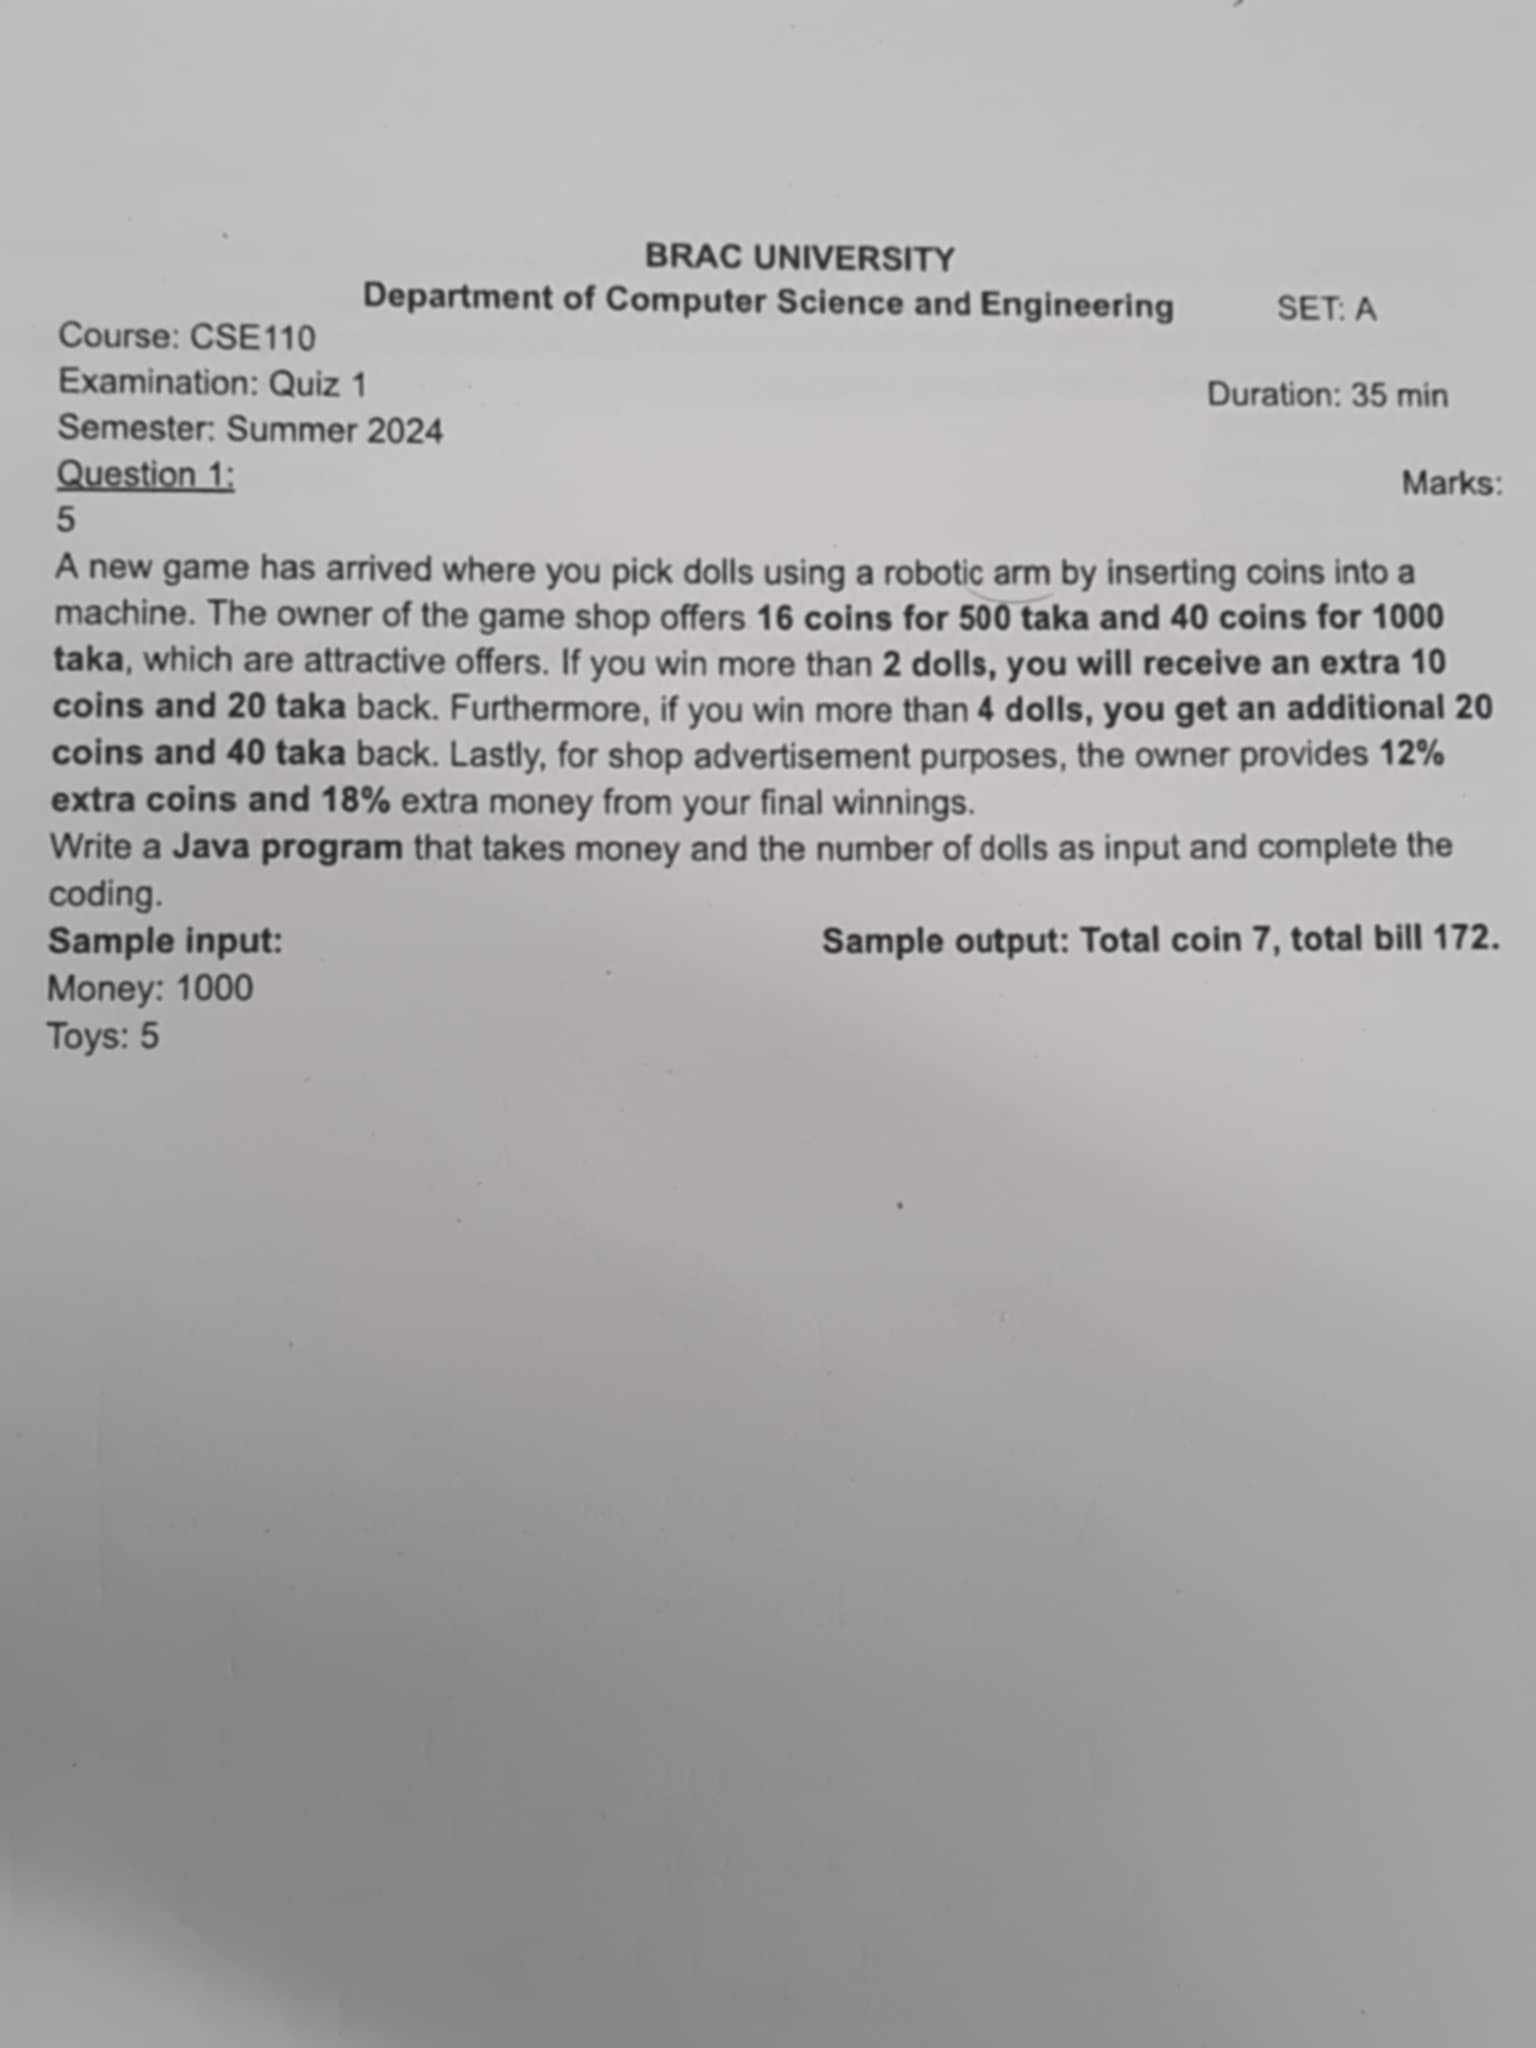 BRAC UNIVERSITY
Department of Computer Science and Engineering SET: A
Course: CSE110
Examination: Quiz 1 Duration: 35 min
Semester: Summer 2024
Question 1: Marks:
5
A new game has arrived where you pick dolls using a robotic arm by inserting coins into a
machine. The owner of the game shop offers 16 coins for 500 taka and 40 coins for 1000
taka, which are attractive offers. If you win more than 2 dolls, you will receive an extra 10
coins and 20 taka back. Furthermore, if you win more than 4 dolls, you get an additional 20
coins and 40 taka back. Lastly, for shop advertisement purposes, the owner provides 12%
extra coins and 18% extra money from your final winnings.
Write a Java program that takes money and the number of dolls as input and complete the
coding.
Sample input: Sample output: Total coin 7, total bill 172.
Money: 1000
Toys: 5